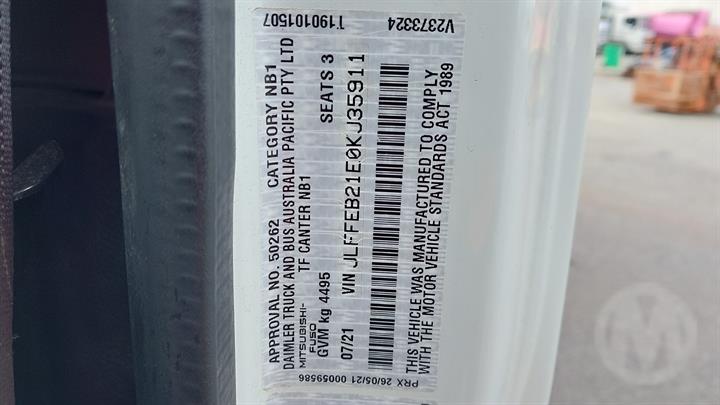 T190101507 V2373324
APPROVAL NO. 50262 CATEGORY NB1
DAIMLER TRUCK AND BUS AUSTRALIA PACIFIC PTY LTD
MITSUBISHI-
FUSO
TF CANTER NB1
GVM kg 4495 SEATS 3
07/21 VIN JLFFEB21E0KJ35911
THIS VEHICLE WAS MANUFACTURED TO COMPLY
WITH THE MOTOR VEHICLE STANDARDS ACT 1989
PRX 26/05/21 00059586
M